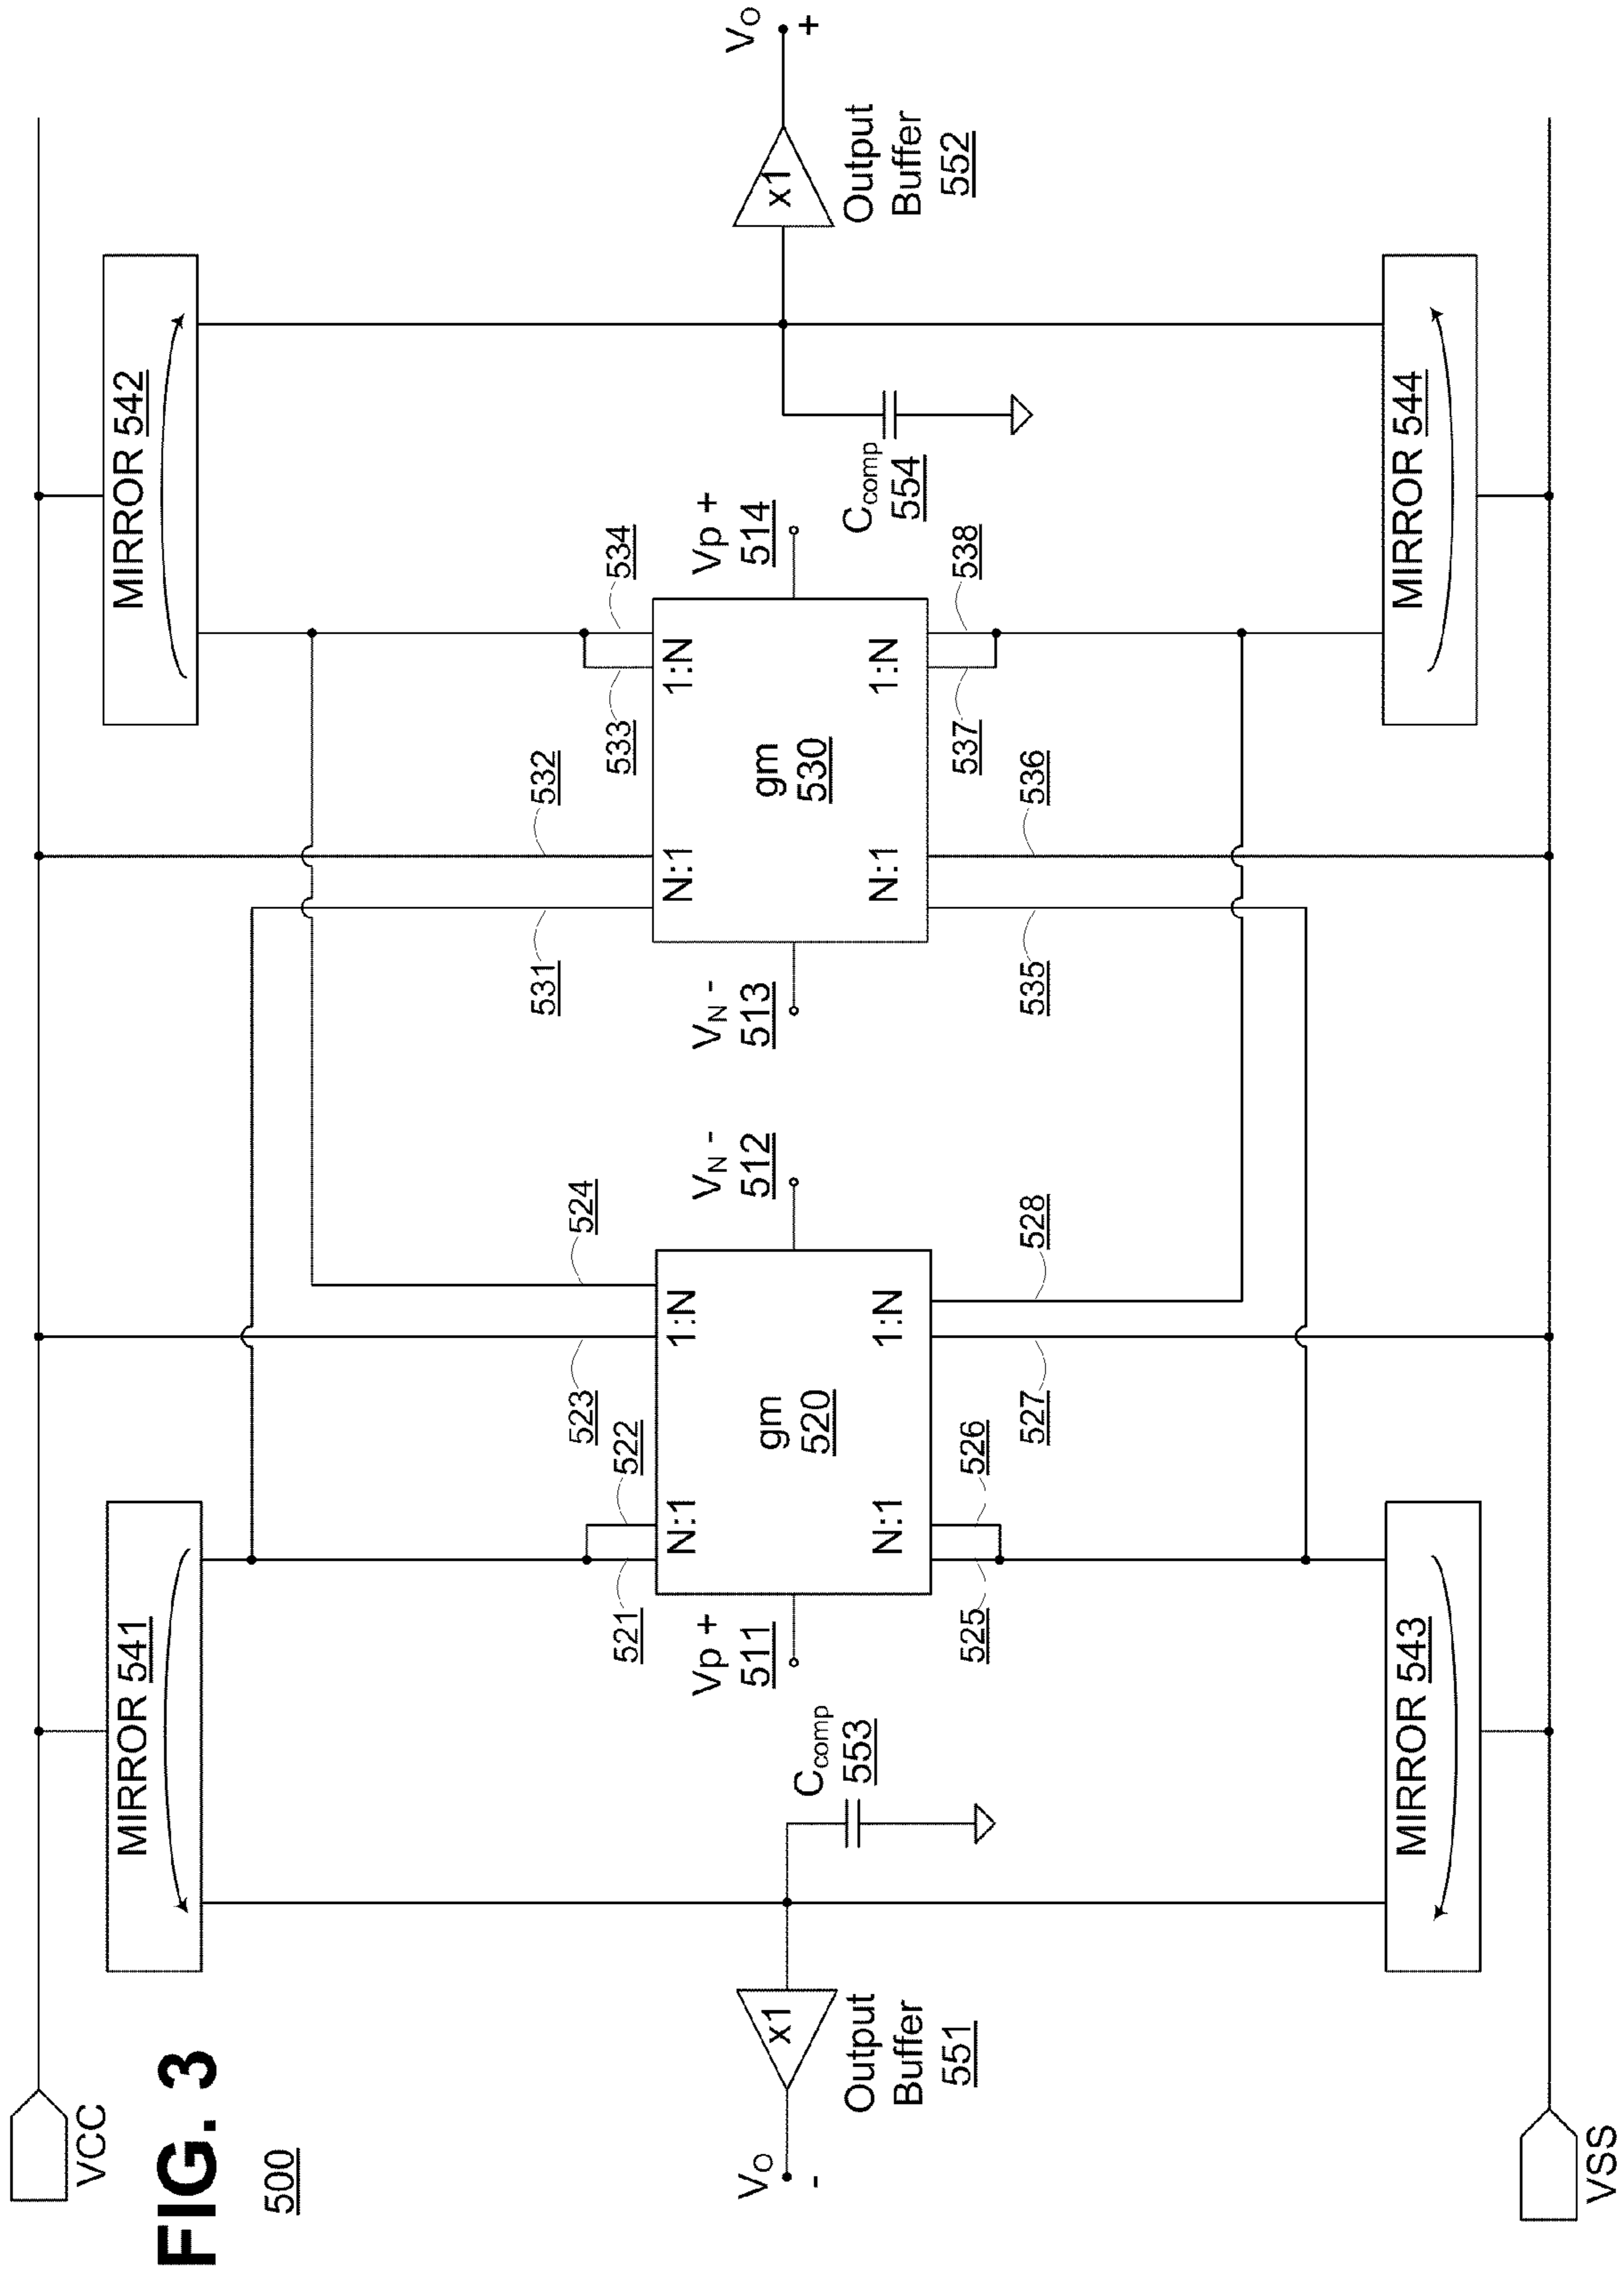 FIG. 3
500
VCC
MIRROR 541
MIRROR 542
521
522
523
524
531
532
533
534
N:1
1:N
N:1
1:N
Vo
-
x1
Output
Buffer
551
Ccomp
553
Vp +
511
gm
520
VN -
512
VN -
513
gm
530
Vp +
514
Ccomp
554
x1
Output
Buffer
552
Vo
+
N:1
1:N
N:1
1:N
525
526
527
528
535
536
537
538
MIRROR 543
MIRROR 544
VSS